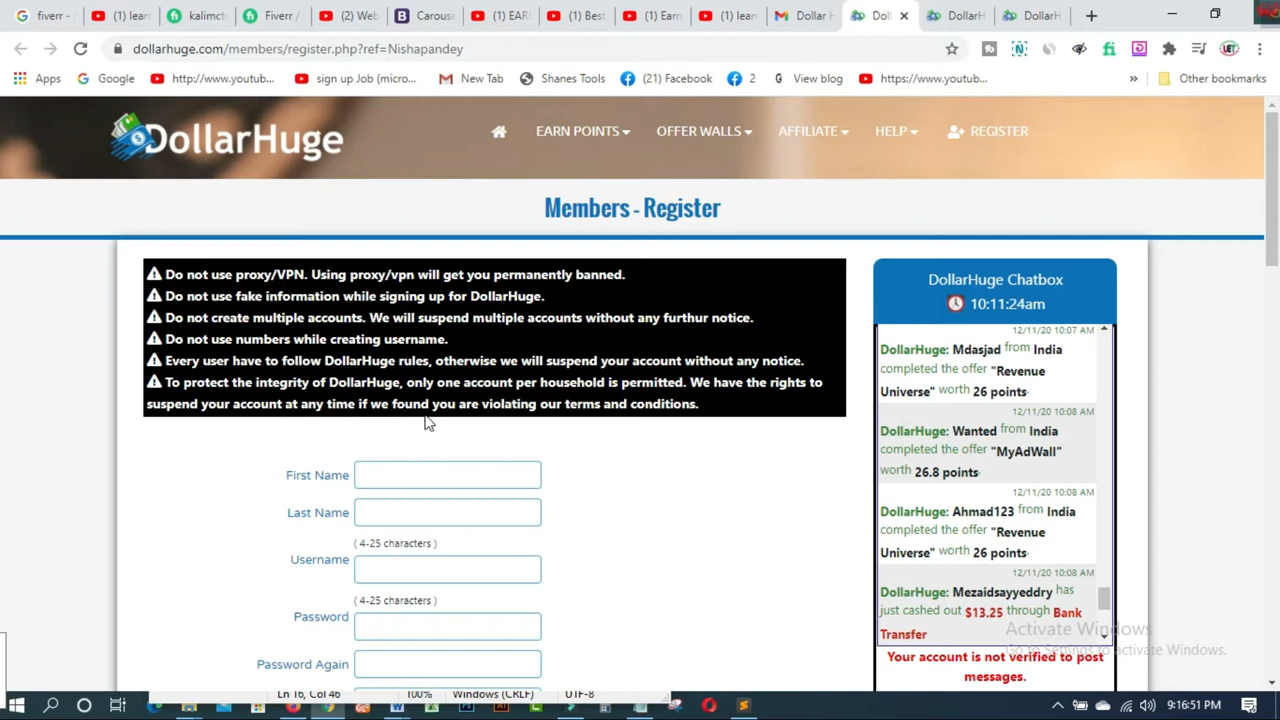 fiverr -
(1) learn
kalimct
Fiverr /
(2) Web
Carous
(1) EAR
(1) Best
(1) Earn
(1) lear
Dollar
Dol
DollarH
DollarH
dollarhuge.com/members/register.php?ref=Nishapandey
Apps
Google
http://www.youtub...
sign up Job (micro...
New Tab
Shanes Tools
(21) Facebook
2
View blog
https://www.youtub...
»
Other bookmarks
DollarHuge
EARN POINTS
OFFER WALLS
AFFILIATE
HELP
REGISTER
Members - Register
Do not use proxy/VPN. Using proxy/vpn will get you permanently banned.
Do not use fake information while signing up for DollarHuge.
Do not create multiple accounts. We will suspend multiple accounts without any furthur notice.
Do not use numbers while creating username.
Every user have to follow DollarHuge rules, otherwise we will suspend your account without any notice.
To protect the integrity of DollarHuge, only one account per household is permitted. We have the rights to
suspend your account at any time if we found you are violating our terms and conditions.
First Name
Last Name
( 4-25 characters )
Username
( 4-25 characters )
Password
Password Again
DollarHuge Chatbox
10:11:24am
12/11/20 10:07 AM
DollarHuge: Mdasjad from India
completed the offer "Revenue
Universe" worth 26 points.
12/11/20 10:08 AM
DollarHuge: Wanted from India
completed the offer "MyAdWall"
worth 26.8 points.
12/11/20 10:08 AM
DollarHuge: Ahmad123 from India
completed the offer "Revenue
Universe" worth 26 points.
12/11/20 10:08 AM
DollarHuge: Mezaidsayyeddry has
just cashed out $13.25 through Bank
Transfer
Activate Windows
Go to Settings to activate Windows.
Your account is not verified to post
messages.
Ln 16, Col 46
100%
Windows (CRLF)
UTF-8
9:16:51 PM